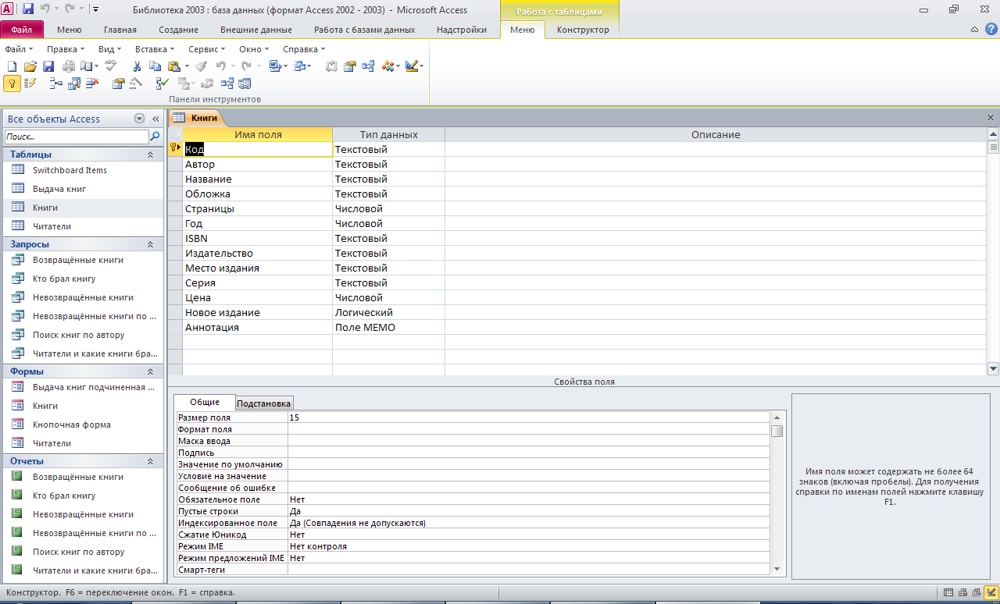 Библиотека 2003 : база данных (формат Access 2002 - 2003) - Microsoft Access
Работа с таблицами
Файл Меню Главная Создание Внешние данные Работа с базами данных Надстройки Меню Конструктор
Файл Правка Вид Вставка Сервис Окно Справка
Панели инструментов
Все объекты Access
Поиск...
Таблицы
Switchboard Items
Выдача книг
Книги
Читатели
Запросы
Возвращённые книги
Кто брал книгу
Невозвращённые книги
Невозвращённые книги по ...
Поиск книг по автору
Читатели и какие книги бра...
Формы
Выдача книг подчиненная ...
Книги
Кнопочная форма
Читатели
Отчеты
Возвращённые книги
Кто брал книгу
Невозвращённые книги
Невозвращённые книги по ...
Поиск книг по автору
Читатели и какие книги бра...
Книги
Имя поля Тип данных Описание
Код Текстовый
Автор Текстовый
Название Текстовый
Обложка Текстовый
Страницы Числовой
Год Числовой
ISBN Текстовый
Издательство Текстовый
Место издания Текстовый
Серия Текстовый
Цена Числовой
Новое издание Логический
Аннотация Поле МЕМО
Свойства поля
Общие Подстановка
Размер поля 15
Формат поля
Маска ввода
Подпись
Значение по умолчанию
Условие на значение
Сообщение об ошибке
Обязательное поле Нет
Пустые строки Да
Индексированное поле Да (Совпадения не допускаются)
Сжатие Юникод Нет
Режим IME Нет контроля
Режим предложений IME Нет
Смарт-теги
Имя поля может содержать не более 64
знаков (включая пробелы). Для получения
справки по именам полей нажмите клавишу
F1.
Конструктор. F6 = переключение окон. F1 = справка.